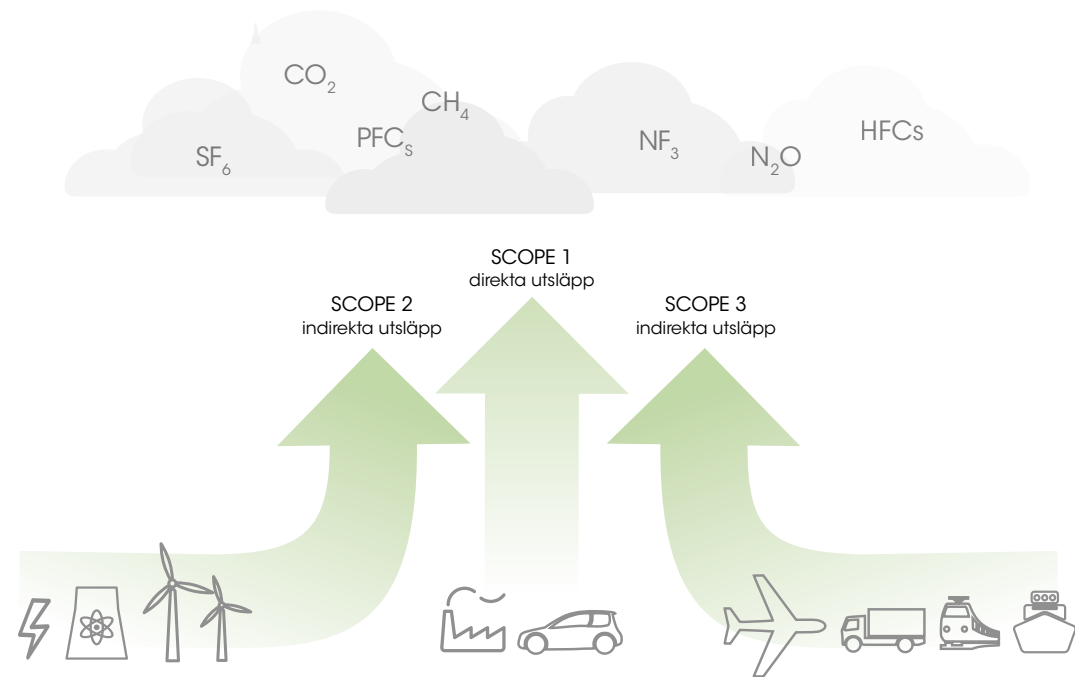 CO₂
CH₄
PFCₛ
SF₆
NF₃
N₂O
HFCs
SCOPE 1
direkta utsläpp
SCOPE 2
indirekta utsläpp
SCOPE 3
indirekta utsläpp